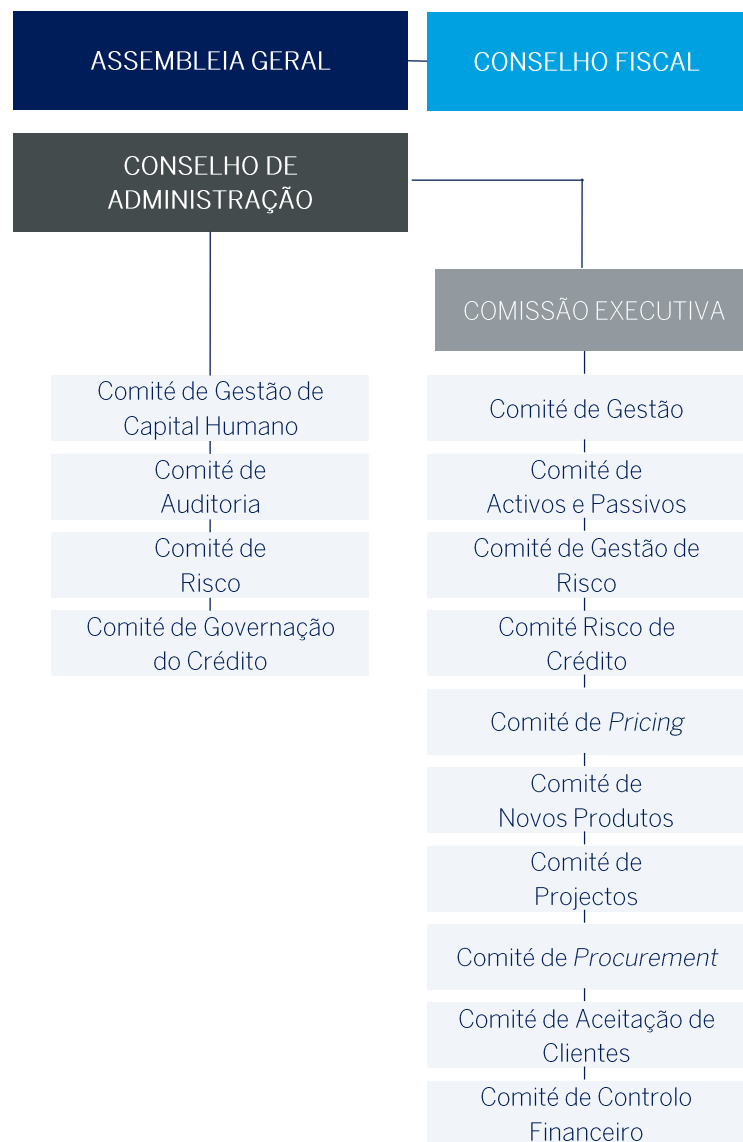 ASSEMBLEIA GERAL
CONSELHO FISCAL
CONSELHO DE
ADMINISTRAÇÃO
COMISSÃO EXECUTIVA
Comité de Gestão de
Capital Humano
Comité de
Auditoria
Comité de
Risco
Comité de Governação
do Crédito
Comité de Gestão
Comité de
Activos e Passivos
Comité de Gestão de
Risco
Comité Risco de
Crédito
Comité de Pricing
Comité de
Novos Produtos
Comité de
Projectos
Comité de Procurement
Comité de Aceitação de
Clientes
Comité de Controlo
Financeiro